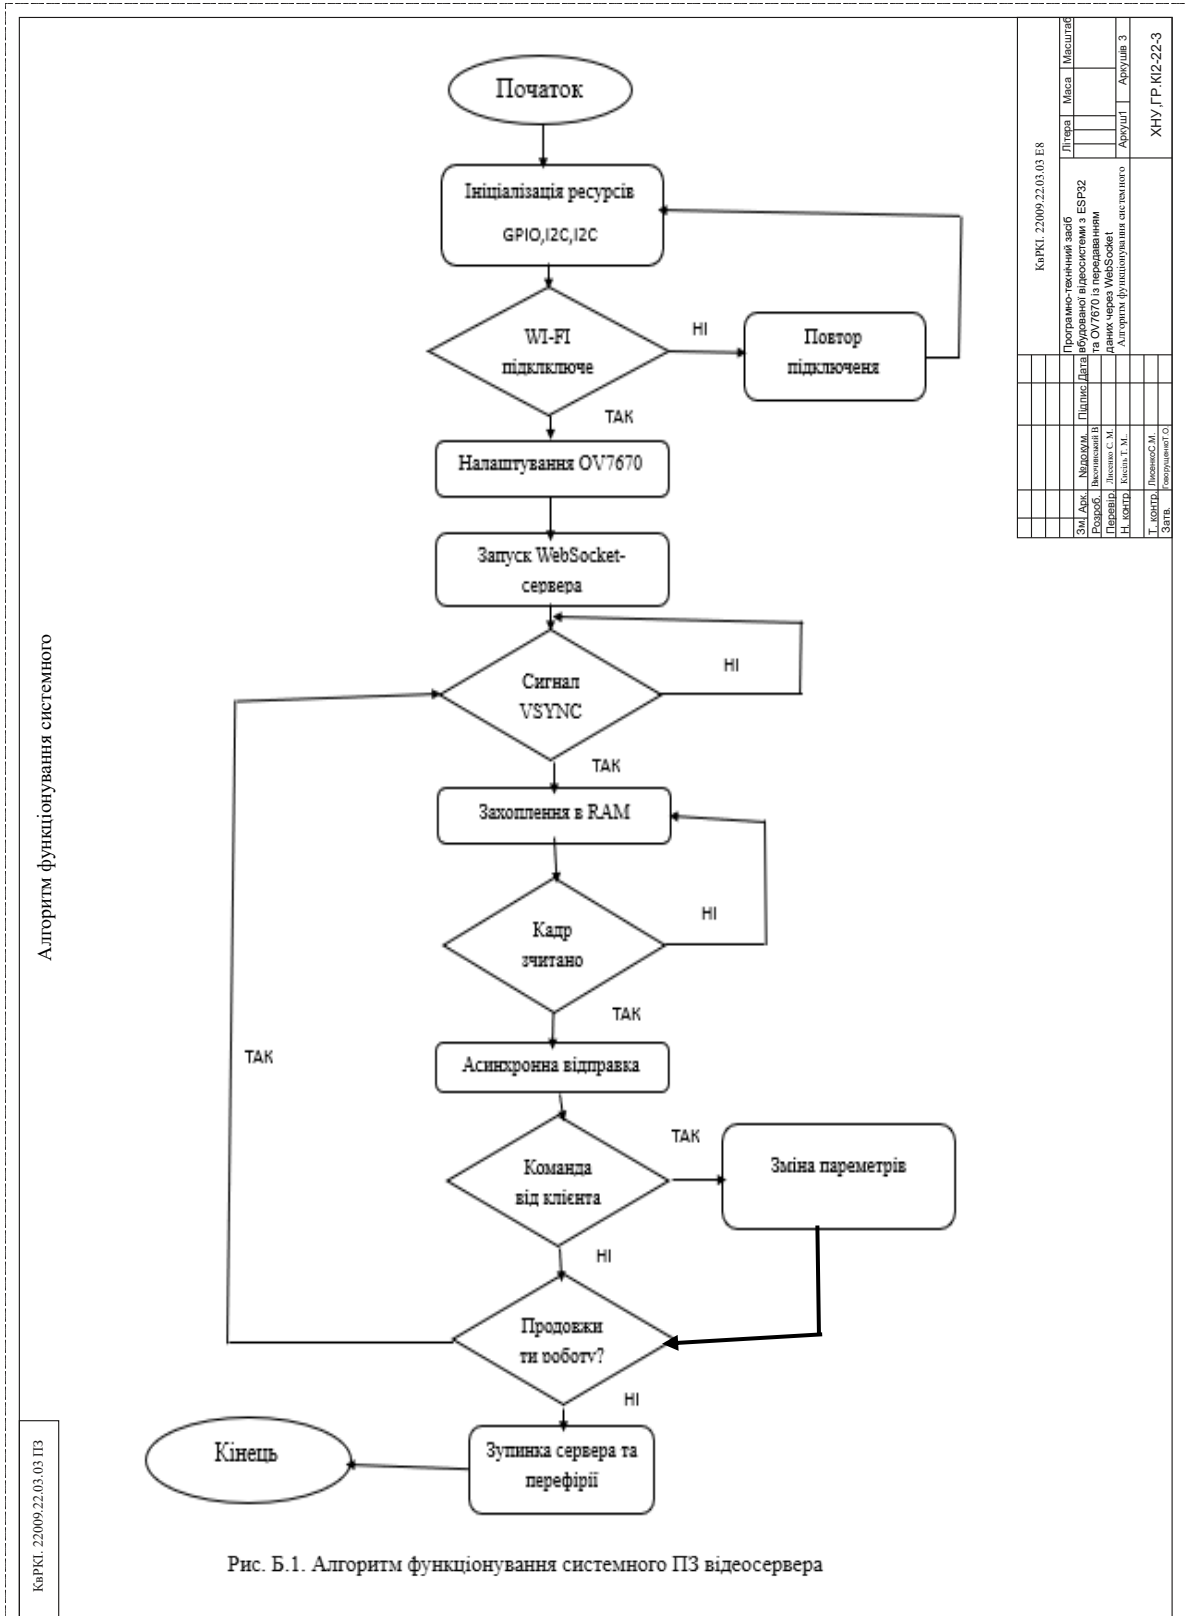 Початок
Ініціалізація ресурсів
GPIO,I2C,I2C
WI-FI
підклключе
НІ
Повтор
підключеня
ТАК
Налаштування OV7670
Запуск WebSocket-
сервера
Сигнал
VSYNC
НІ
ТАК
Захоплення в RAM
Кадр
зчитано
НІ
ТАК
Асинхронна відправка
Команда
від клієнта
ТАК
Зміна пареметрів
НІ
Продовжи
ти роботу?
ТАК
НІ
Зупинка сервера та
перефірії
Кінець
Рис. Б.1. Алгоритм функціонування системного ПЗ відеосервера
Алгоритм функціонування системного
КвРКІ. 22009.22.03.03 ПЗ
КвРКІ. 22009.22.03.03 Е8
Програмно-технічний засіб
вбудованої відеосистеми з ESP32
та OV7670 із передаванням
даних через WebSocket
Алгоритм функціонування системного
Літера Маса Масштаб
Аркуш1 Аркушів 3
ХНУ,ГР.КІ2-22-3
Зм. Арк. №докум. Підпис Дата
Розроб. Височинський В
Перевір. Лисенко С. М.
Н. контр. Кисіль Т. М.
Т. контр. ЛисенкоС.М.
Затв. ГоворущенкоТ.О.